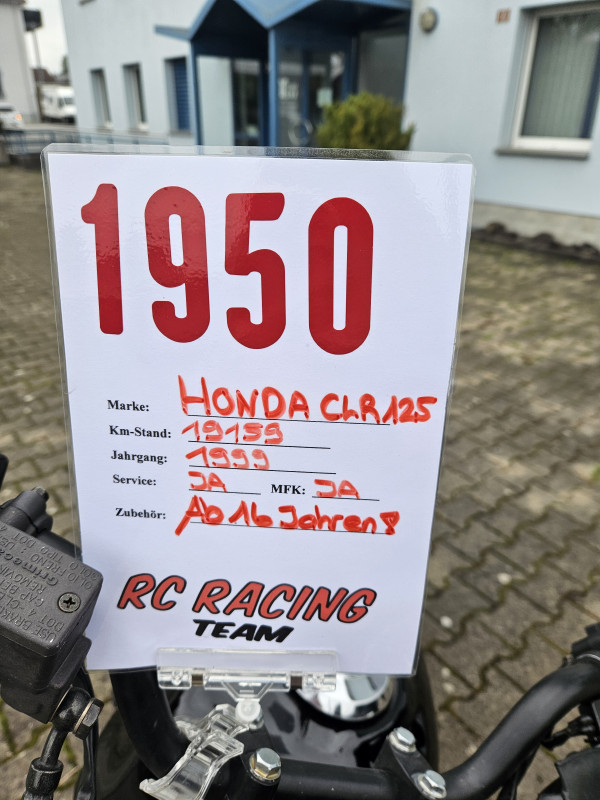 1950
Marke: HONDA CLR125
Km-Stand: 19159
Jahrgang: 1999
Service: JA MFK: JA
Zubehör: Ab 16 Jahren 8
RC RACING
TEAM